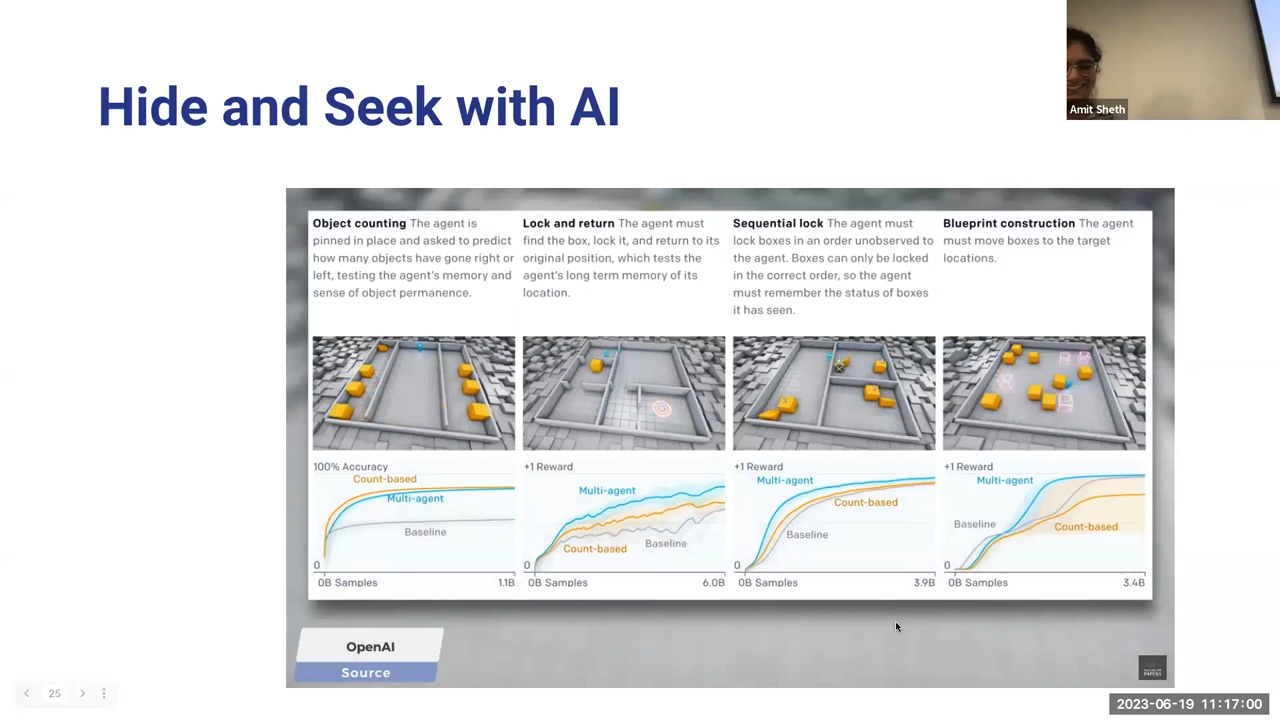 Hide and Seek with AI
Amit Sheth
Object counting The agent is
pinned in place and asked to predict
how many objects have gone right or
left, testing the agent's memory and
sense of object permanence.
Lock and return The agent must
find the box, lock it, and return to its
original position, which tests the
agent's long term memory of its
location.
Sequential lock The agent must
lock boxes in an order unobserved to
the agent. Boxes can only be locked
in the correct order, so the agent
must remember the status of boxes
it has seen.
Blueprint construction The agent
must move boxes to the target
locations.
100% Accuracy
Count-based
Multi-agent
Baseline
0
0B Samples
1.1B
+1 Reward
Multi-agent
Count-based
Baseline
0
0B Samples
6.0B
+1 Reward
Multi-agent
Count-based
Baseline
0
0B Samples
3.9B
+1 Reward
Multi-agent
Baseline
Count-based
0
0B Samples
3.4B
OpenAI
Source
25
2023-06-19 11:17:00